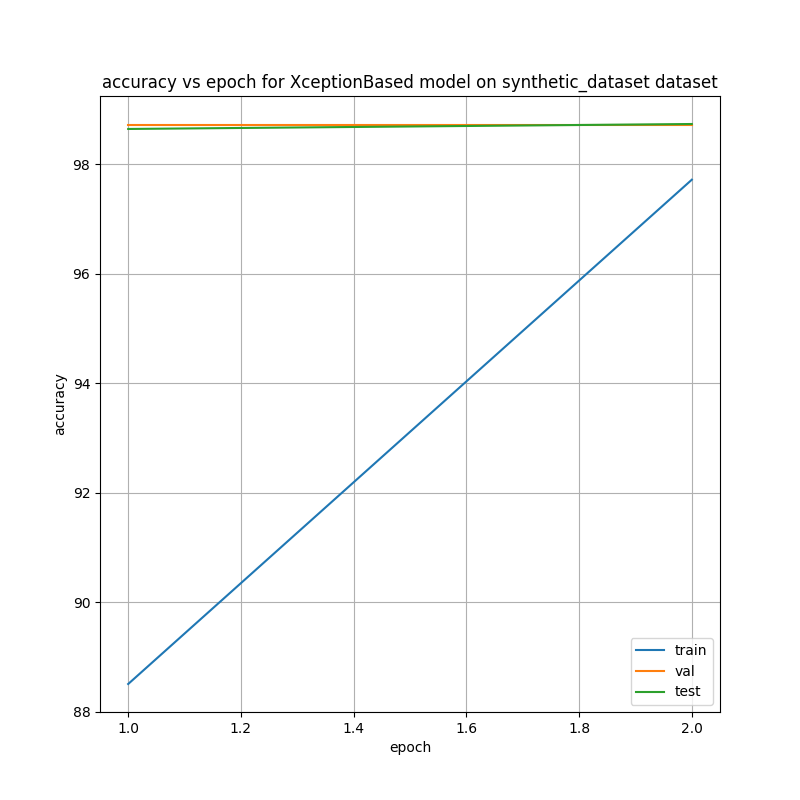 accuracy vs epoch for XceptionBased model on synthetic_dataset dataset
accuracy
98
96
94
92
90
88
1.0 1.2 1.4 1.6 1.8 2.0
epoch
train
val
test